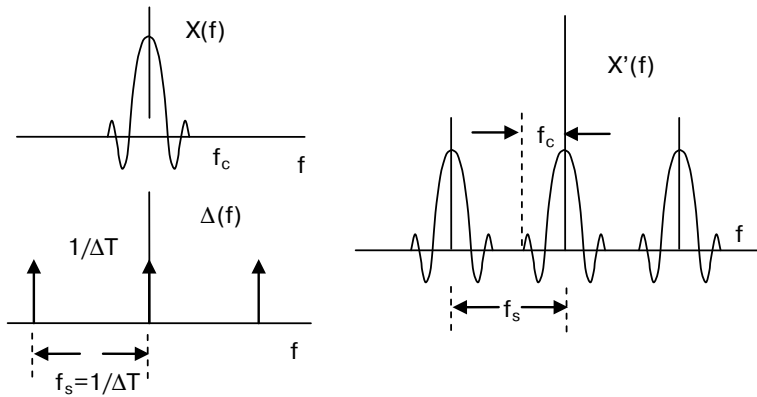 X(f)
f_c
f
Δ(f)
1/ΔT
f
f_s=1/ΔT
X'(f)
f_c
f
f_s